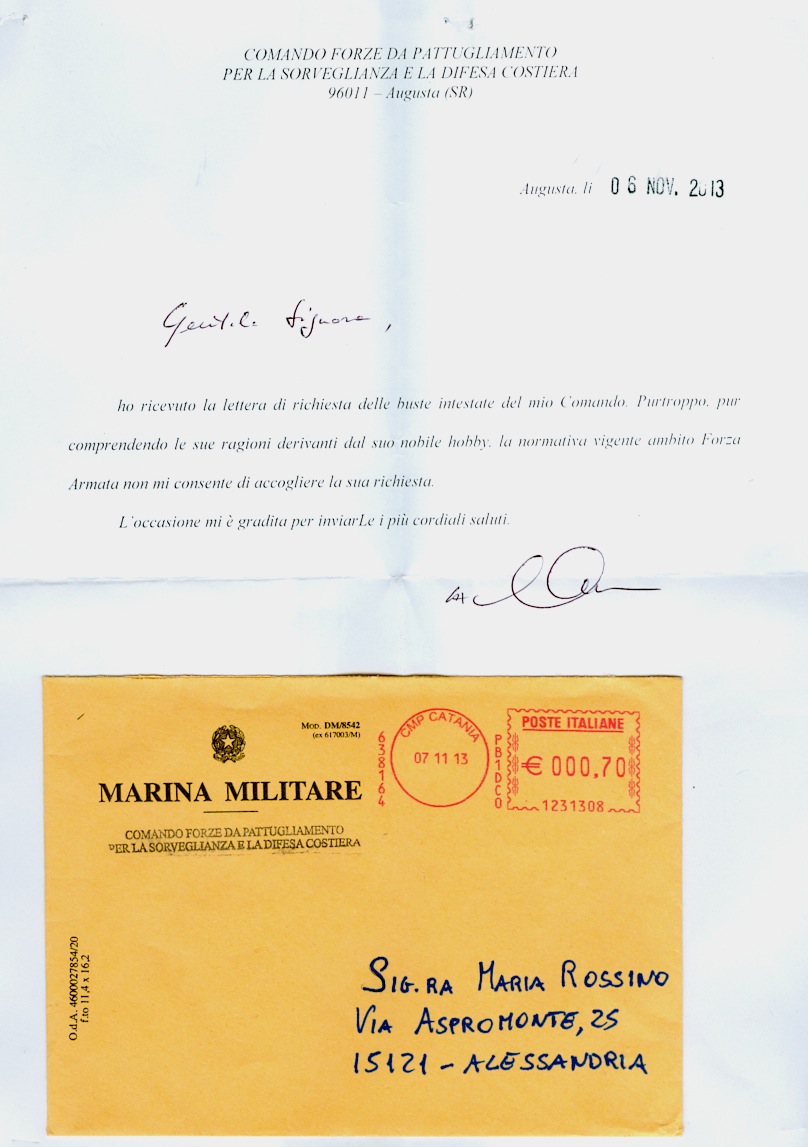 COMANDO FORZE DA PATTUGLIAMENTO
PER LA SORVEGLIANZA E LA DIFESA COSTIERA
96011 – Augusta (SR)
Augusta, li 06 NOV. 2013
Gentile Signora,
ho ricevuto la lettera di richiesta delle buste intestate del mio Comando. Purtroppo, pur
comprendendo le sue ragioni derivanti dal suo nobile hobby, la normativa vigente ambito Forza
Armata non mi consente di accogliere la sua richiesta.
L'occasione mi è gradita per inviarLe i più cordiali saluti.
MOD. DM/8542
(ex 617003/M)
MARINA MILITARE
COMANDO FORZE DA PATTUGLIAMENTO
PER LA SORVEGLIANZA E LA DIFESA COSTIERA
638164
CMP CATANIA
07 11 13
PB1DCO
POSTE ITALIANE
€ 000,70
1231308
O.d.A. 4600027854/20
f.to 11,4 x 16,2
SIG.RA MARIA ROSSINO
VIA ASPROMONTE, 25
15121 - ALESSANDRIA